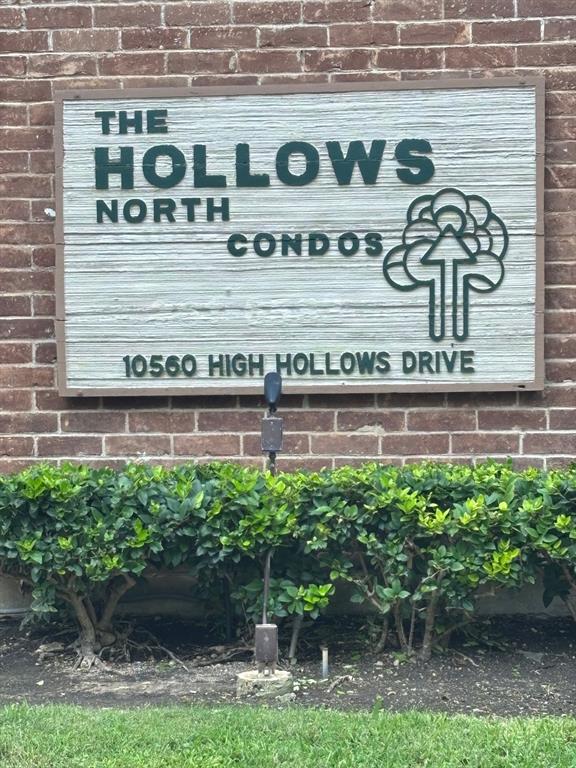 THE
HOLLOWS
NORTH
CONDOS
10560 HIGH HOLLOWS DRIVE